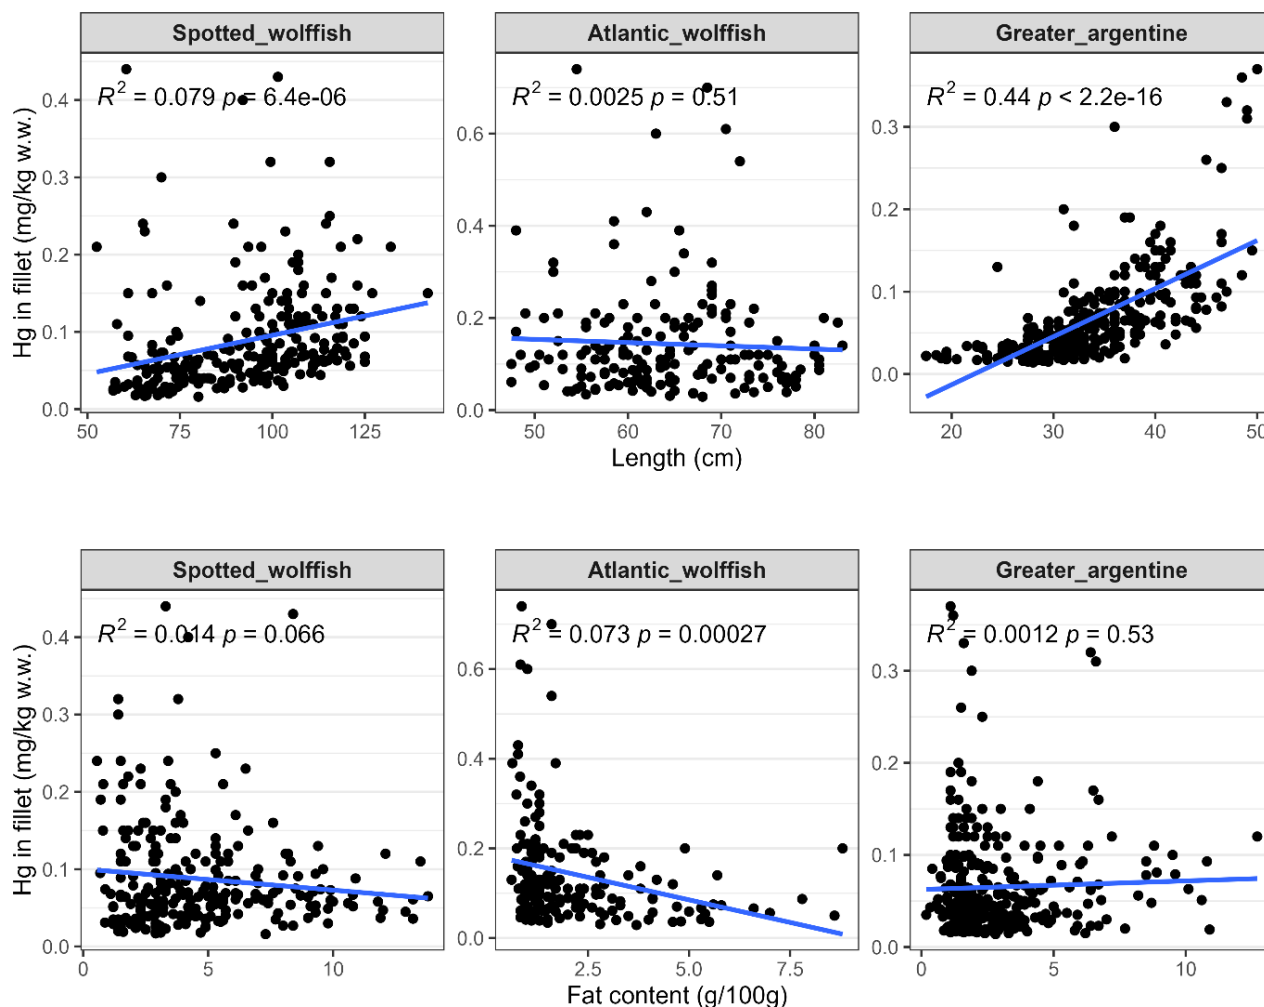 Spotted_wolffish Atlantic_wolffish Greater_argentine
R² = 0.079 p = 6.4e-06 R² = 0.0025 p = 0.51 R² = 0.44 p < 2.2e-16
Hg in fillet (mg/kg w.w.)
0.4
0.3
0.2
0.1
0.0
0.6
0.4
0.2
0.0
0.3
0.2
0.1
0.0
50 75 100 125 50 60 70 80 20 30 40 50
Length (cm)
Spotted_wolffish Atlantic_wolffish Greater_argentine
R² = 0.014 p = 0.066 R² = 0.073 p = 0.00027 R² = 0.0012 p = 0.53
Hg in fillet (mg/kg w.w.)
0.4
0.3
0.2
0.1
0.0
0.6
0.4
0.2
0.0
0.3
0.2
0.1
0.0
0 5 10 2.5 5.0 7.5 0 5 10
Fat content (g/100g)